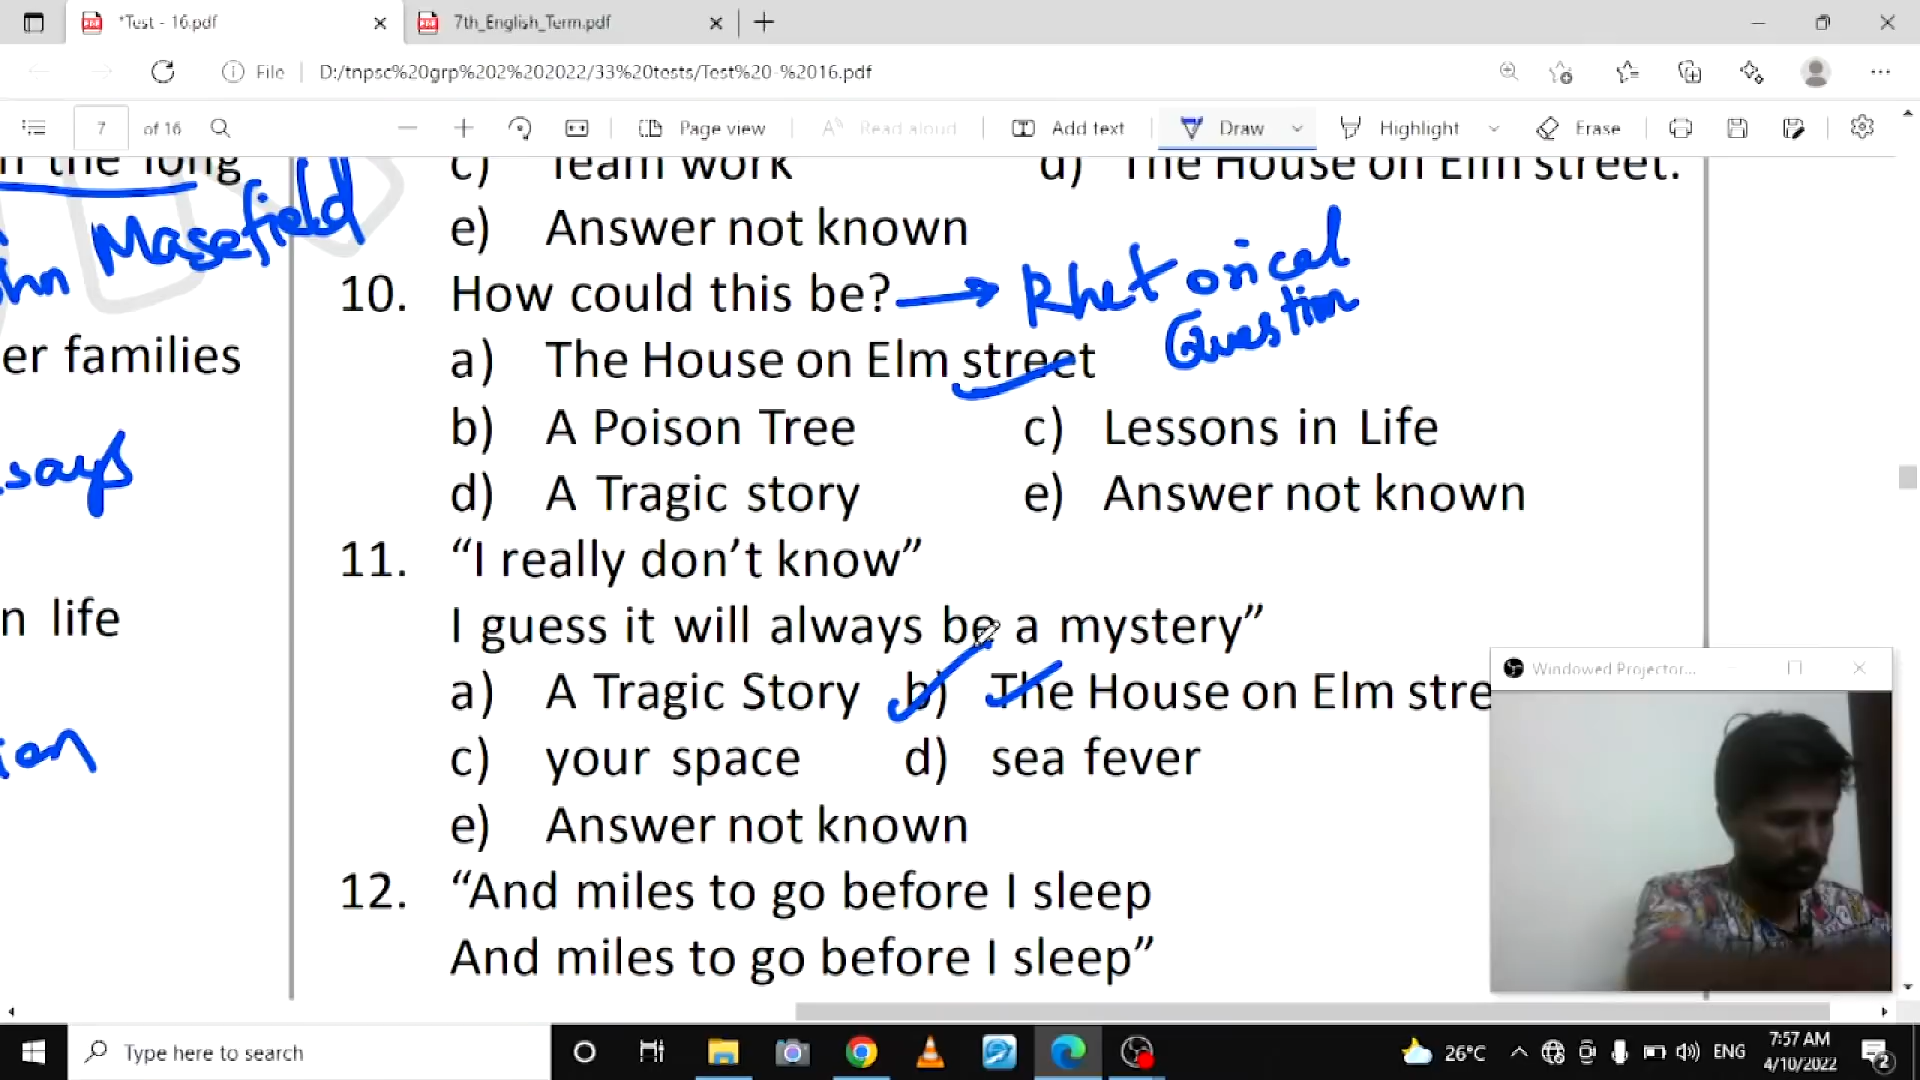 *Test - 16.pdf
7th_English_Term.pdf
File
D:/tnpsc%20grp%202%202022/33%20tests/Test%20-%2016.pdf
7 of 16
Page view
Read aloud
Add text
Draw
Highlight
Erase
n the long
Masefield
hn
er families
says
n life
ion
c) Team work d) The House on Elm street.
e) Answer not known
10. How could this be? → Rhetorical
Question
a) The House on Elm street
b) A Poison Tree c) Lessons in Life
d) A Tragic story e) Answer not known
11. “I really don’t know”
I guess it will always be a mystery”
a) A Tragic Story b) The House on Elm stre
c) your space d) sea fever
e) Answer not known
12. “And miles to go before I sleep
And miles to go before I sleep”
Windowed Projector...
Type here to search
26°C
ENG
7:57 AM
4/10/2022
2